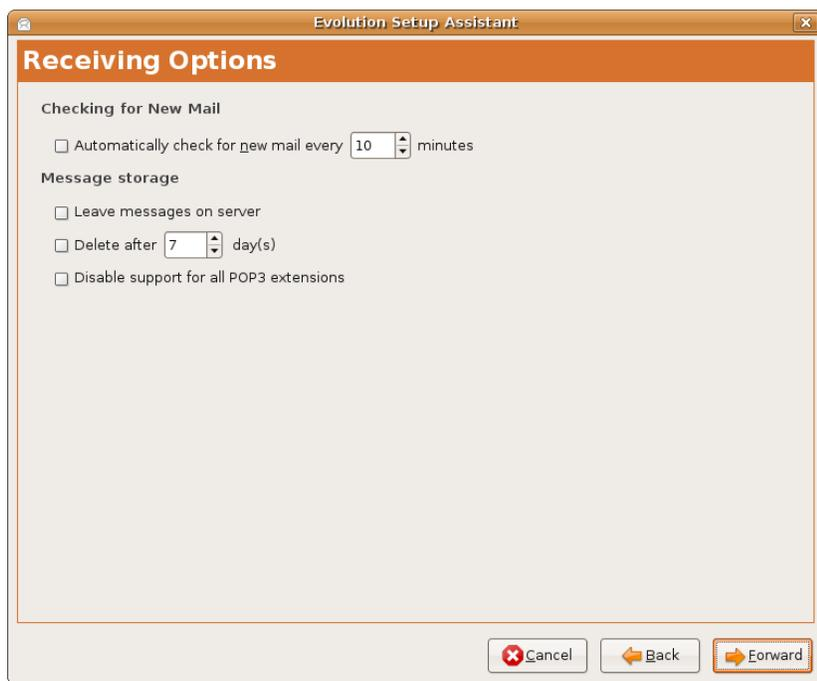 Evolution Setup Assistant
Receiving Options
Checking for New Mail
Automatically check for new mail every 10 minutes
Message storage
Leave messages on server
Delete after 7 day(s)
Disable support for all POP3 extensions
Cancel Back Forward